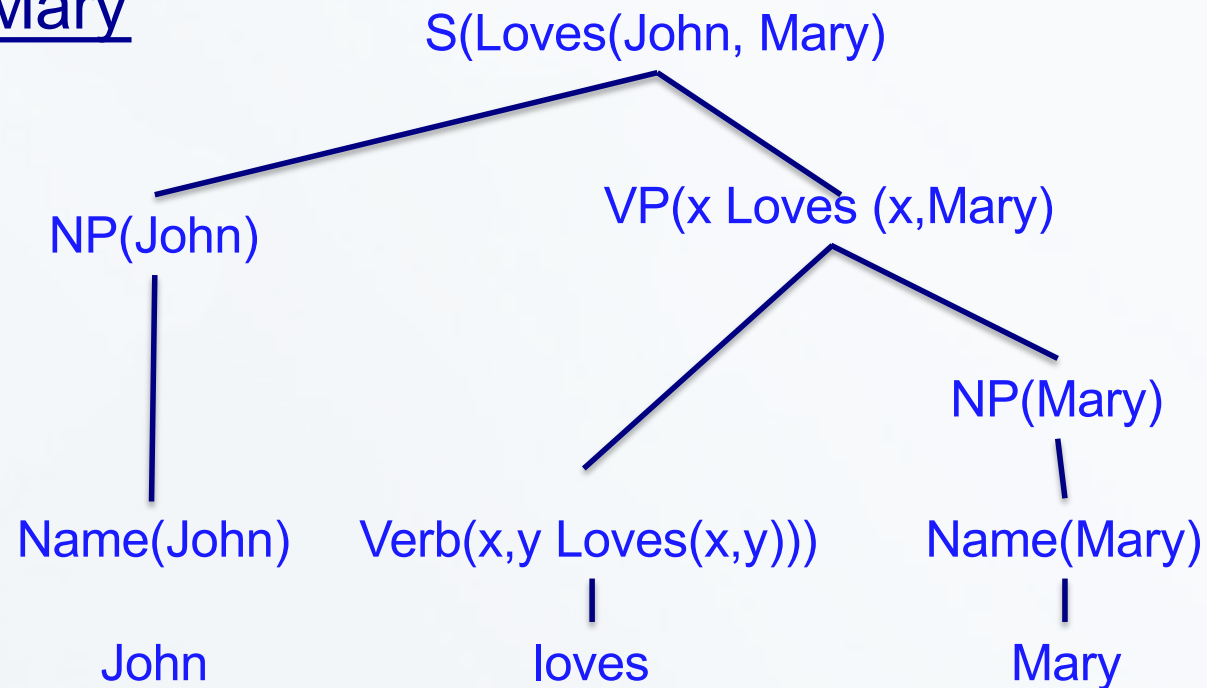 Mary
S(Loves(John, Mary)
NP(John)
VP(x Loves (x,Mary)
NP(Mary)
Name(John)
Verb(x,y Loves(x,y)))
Name(Mary)
John
loves
Mary